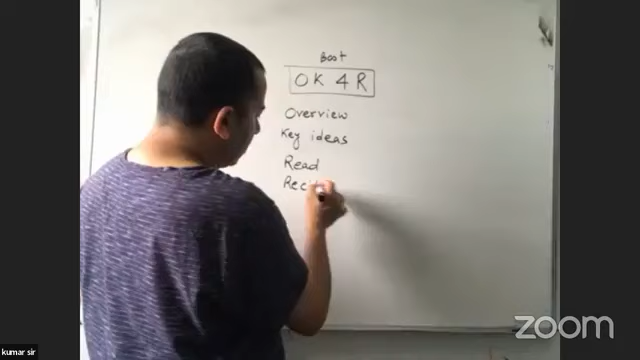 Boot
OK 4R
Overview
Key ideas
Read
zoom
kumar sir